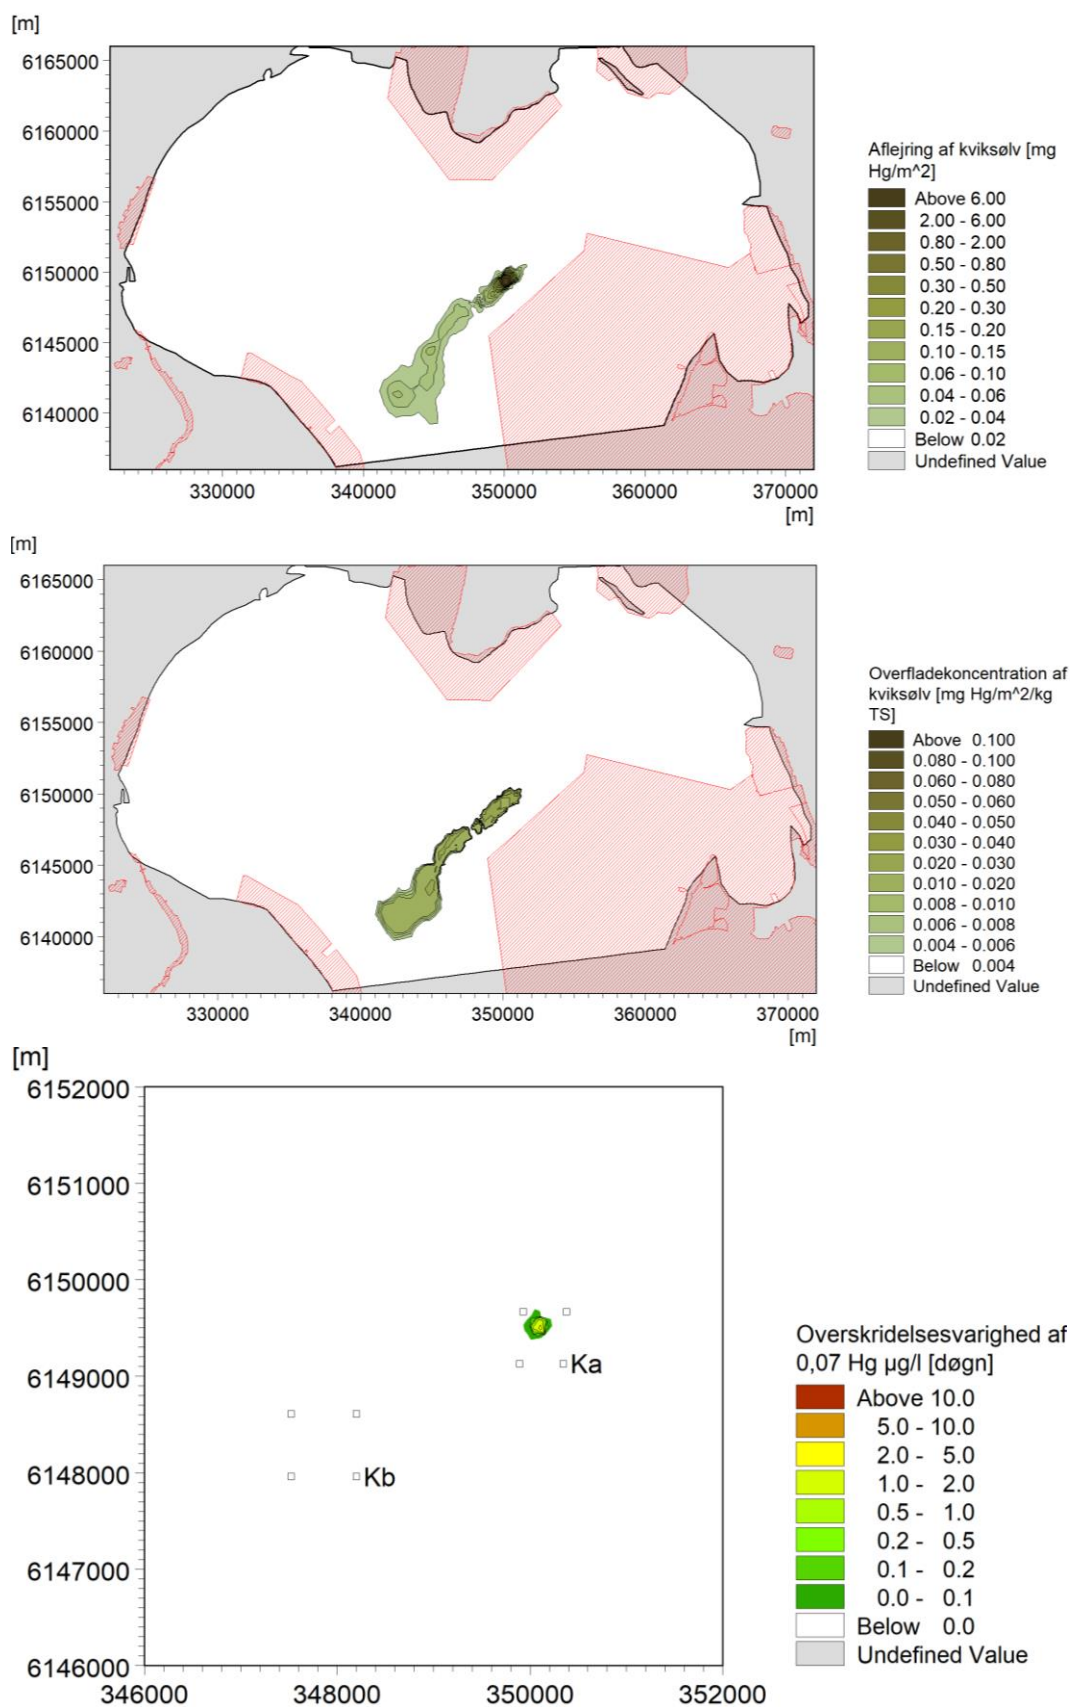 [m]
6165000
6160000
6155000
6150000
6145000
6140000
330000 340000 350000 360000 370000
[m]
Aflejring af kviksølv [mg
Hg/m^2]
Above 6.00
2.00 - 6.00
0.80 - 2.00
0.50 - 0.80
0.30 - 0.50
0.20 - 0.30
0.15 - 0.20
0.10 - 0.15
0.06 - 0.10
0.04 - 0.06
0.02 - 0.04
Below 0.02
Undefined Value
[m]
6165000
6160000
6155000
6150000
6145000
6140000
330000 340000 350000 360000 370000
[m]
Overfladekoncentration af
kviksølv [mg Hg/m^2/kg
TS]
Above 0.100
0.080 - 0.100
0.060 - 0.080
0.050 - 0.060
0.040 - 0.050
0.030 - 0.040
0.020 - 0.030
0.010 - 0.020
0.008 - 0.010
0.006 - 0.008
0.004 - 0.006
Below 0.004
Undefined Value
[m]
6152000
6151000
6150000
6149000
6148000
6147000
6146000
346000 348000 350000 352000
Ka
Kb
Overskridelsesvarighed af
0,07 Hg µg/l [døgn]
Above 10.0
5.0 - 10.0
2.0 - 5.0
1.0 - 2.0
0.5 - 1.0
0.2 - 0.5
0.1 - 0.2
0.0 - 0.1
Below 0.0
Undefined Value